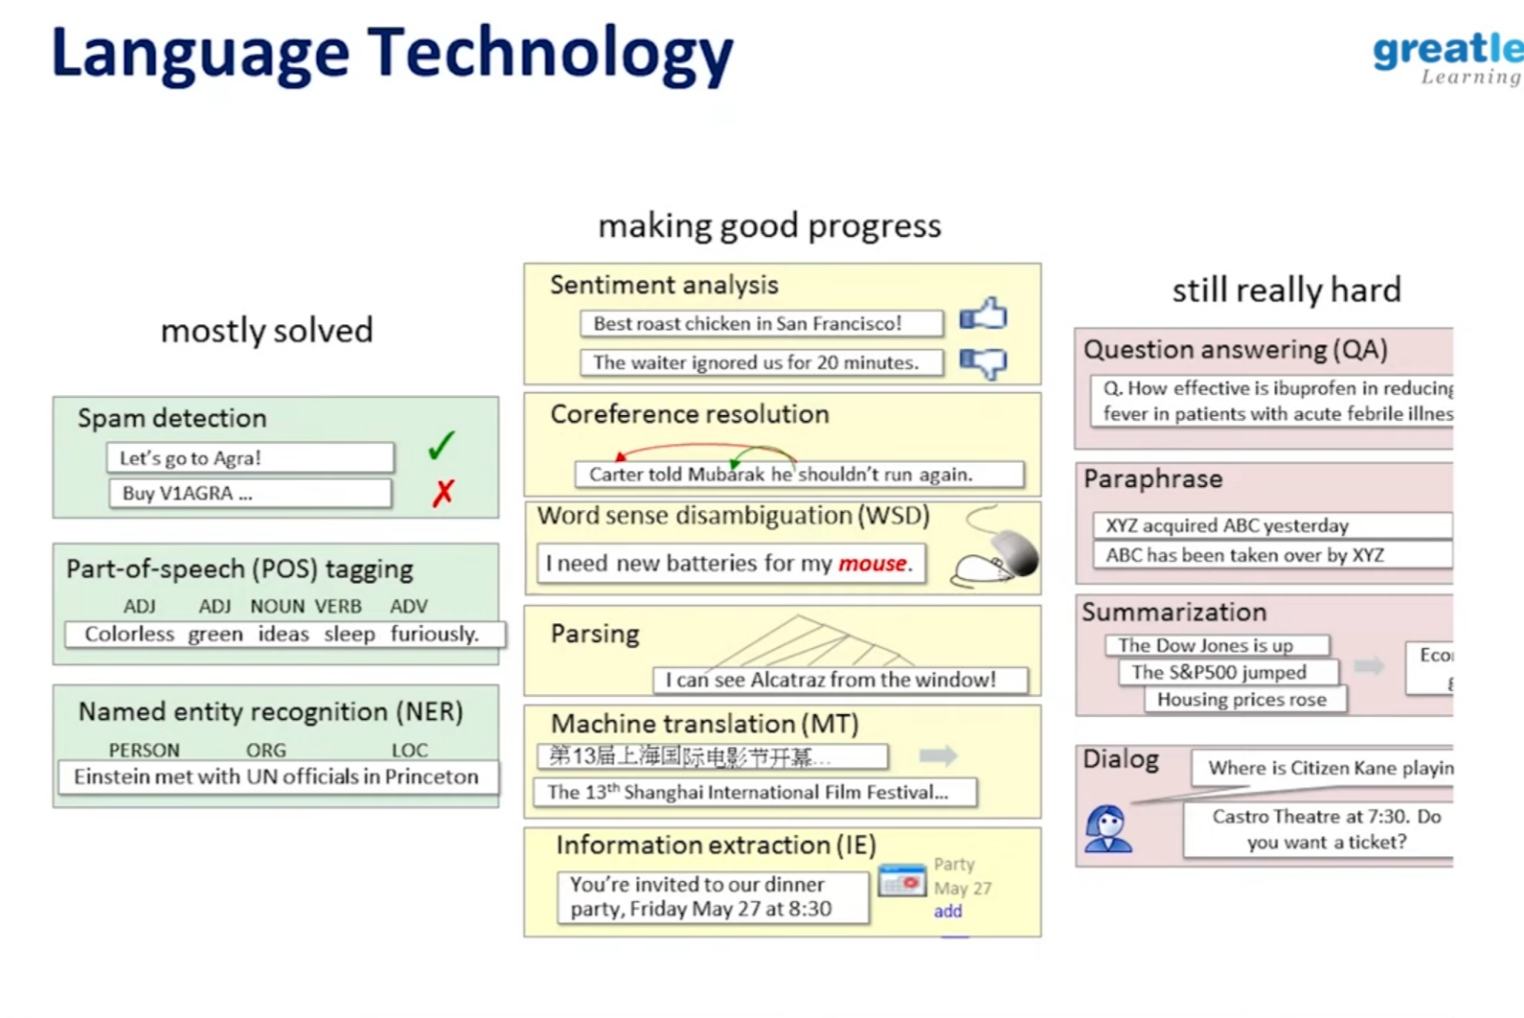 Language Technology
greatle
Learning
mostly solved
Spam detection
Let's go to Agra!
Buy V1AGRA ...
Part-of-speech (POS) tagging
ADJ ADJ NOUN VERB ADV
Colorless green ideas sleep furiously.
Named entity recognition (NER)
PERSON ORG LOC
Einstein met with UN officials in Princeton
making good progress
Sentiment analysis
Best roast chicken in San Francisco!
The waiter ignored us for 20 minutes.
Coreference resolution
Carter told Mubarak he shouldn't run again.
Word sense disambiguation (WSD)
I need new batteries for my mouse.
Parsing
I can see Alcatraz from the window!
Machine translation (MT)
第13届上海国际电影节开幕...
The 13th Shanghai International Film Festival...
Information extraction (IE)
You're invited to our dinner
party, Friday May 27 at 8:30
Party
May 27
add
still really hard
Question answering (QA)
Q. How effective is ibuprofen in reducing
fever in patients with acute febrile illnes
Paraphrase
XYZ acquired ABC yesterday
ABC has been taken over by XYZ
Summarization
The Dow Jones is up
The S&P500 jumped
Housing prices rose
Eco
Dialog
Where is Citizen Kane playin
Castro Theatre at 7:30. Do
you want a ticket?